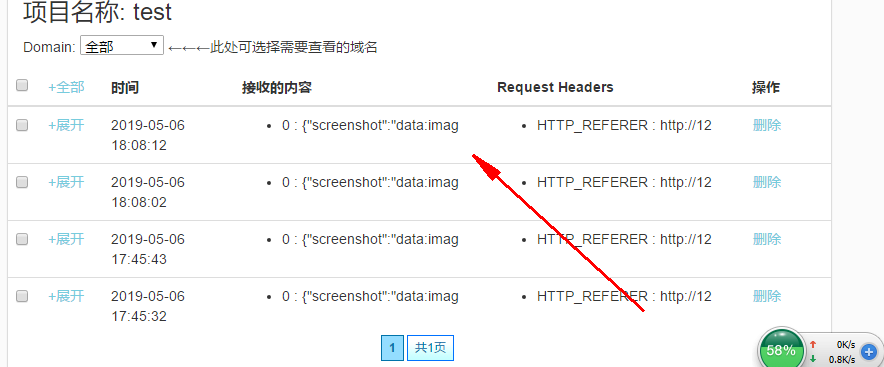 项目名称: test
Domain: 全部 ←←←此处可选择需要查看的域名
+全部 时间 接收的内容 Request Headers 操作
+展开 2019-05-06 18:08:12 0 : {"screenshot":"data:imag HTTP_REFERER : http://12 删除
+展开 2019-05-06 18:08:02 0 : {"screenshot":"data:imag HTTP_REFERER : http://12 删除
+展开 2019-05-06 17:45:43 0 : {"screenshot":"data:imag HTTP_REFERER : http://12 删除
+展开 2019-05-06 17:45:32 0 : {"screenshot":"data:imag HTTP_REFERER : http://12 删除
1 共1页
58% 0K/s
0.8K/s